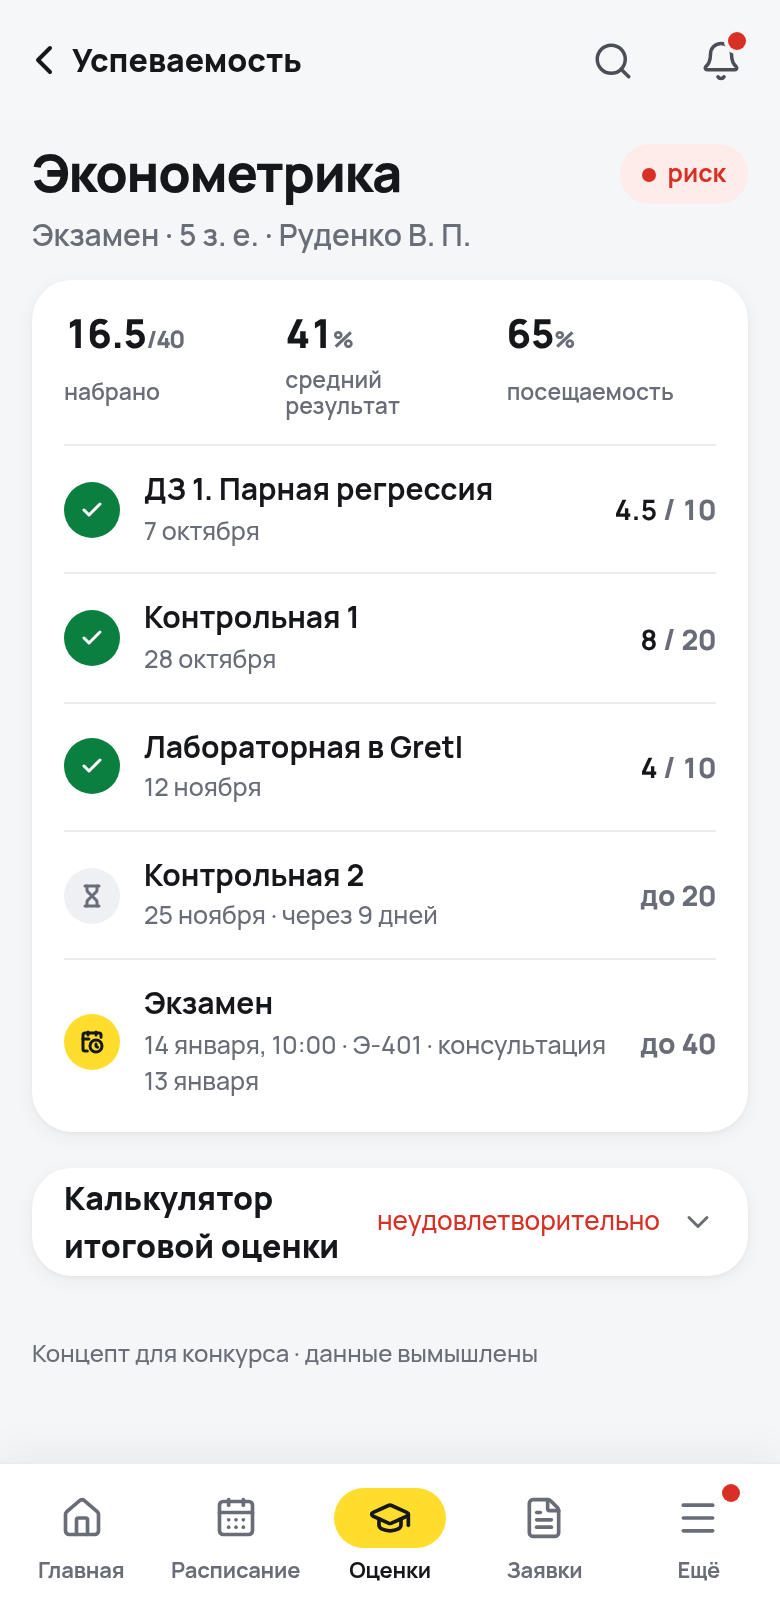 Успеваемость
Эконометрика
риск
Экзамен · 5 з. е. · Руденко В. П.
16.5/40
41%
65%
набрано
средний
результат
посещаемость
ДЗ 1. Парная регрессия
7 октября
4.5 / 10
Контрольная 1
28 октября
8 / 20
Лабораторная в Gretl
12 ноября
4 / 10
Контрольная 2
25 ноября · через 9 дней
до 20
Экзамен
14 января, 10:00 · Э-401 · консультация
13 января
до 40
Калькулятор
итоговой оценки
неудовлетворительно
Концепт для конкурса · данные вымышлены
Главная
Расписание
Оценки
Заявки
Ещё